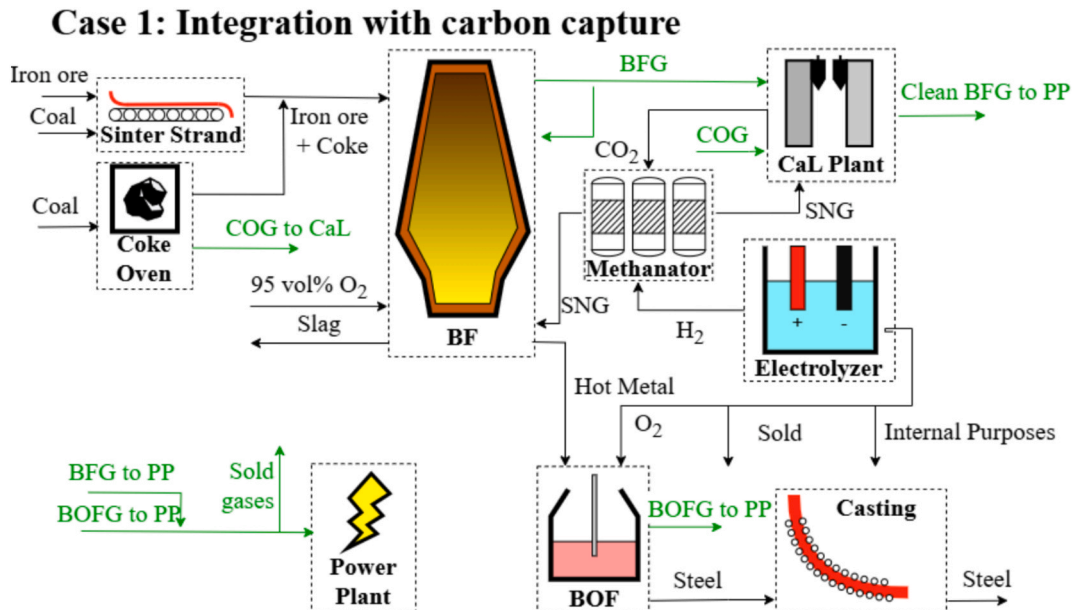 Case 1: Integration with carbon capture
Iron ore
Coal
Sinter Strand
Iron ore
+ Coke
BFG
Clean BFG to PP
COG
CO₂
CaL Plant
Coal
Coke
Oven
COG to CaL
SNG
Methanator
95 vol% O₂
Slag
BF
SNG
H₂
+
-
Electrolyzer
Hot Metal
O₂
Sold
Internal Purposes
BFG to PP
BOFG to PP
Sold
gases
Power
Plant
BOFG to PP
BOF
Steel
Casting
Steel